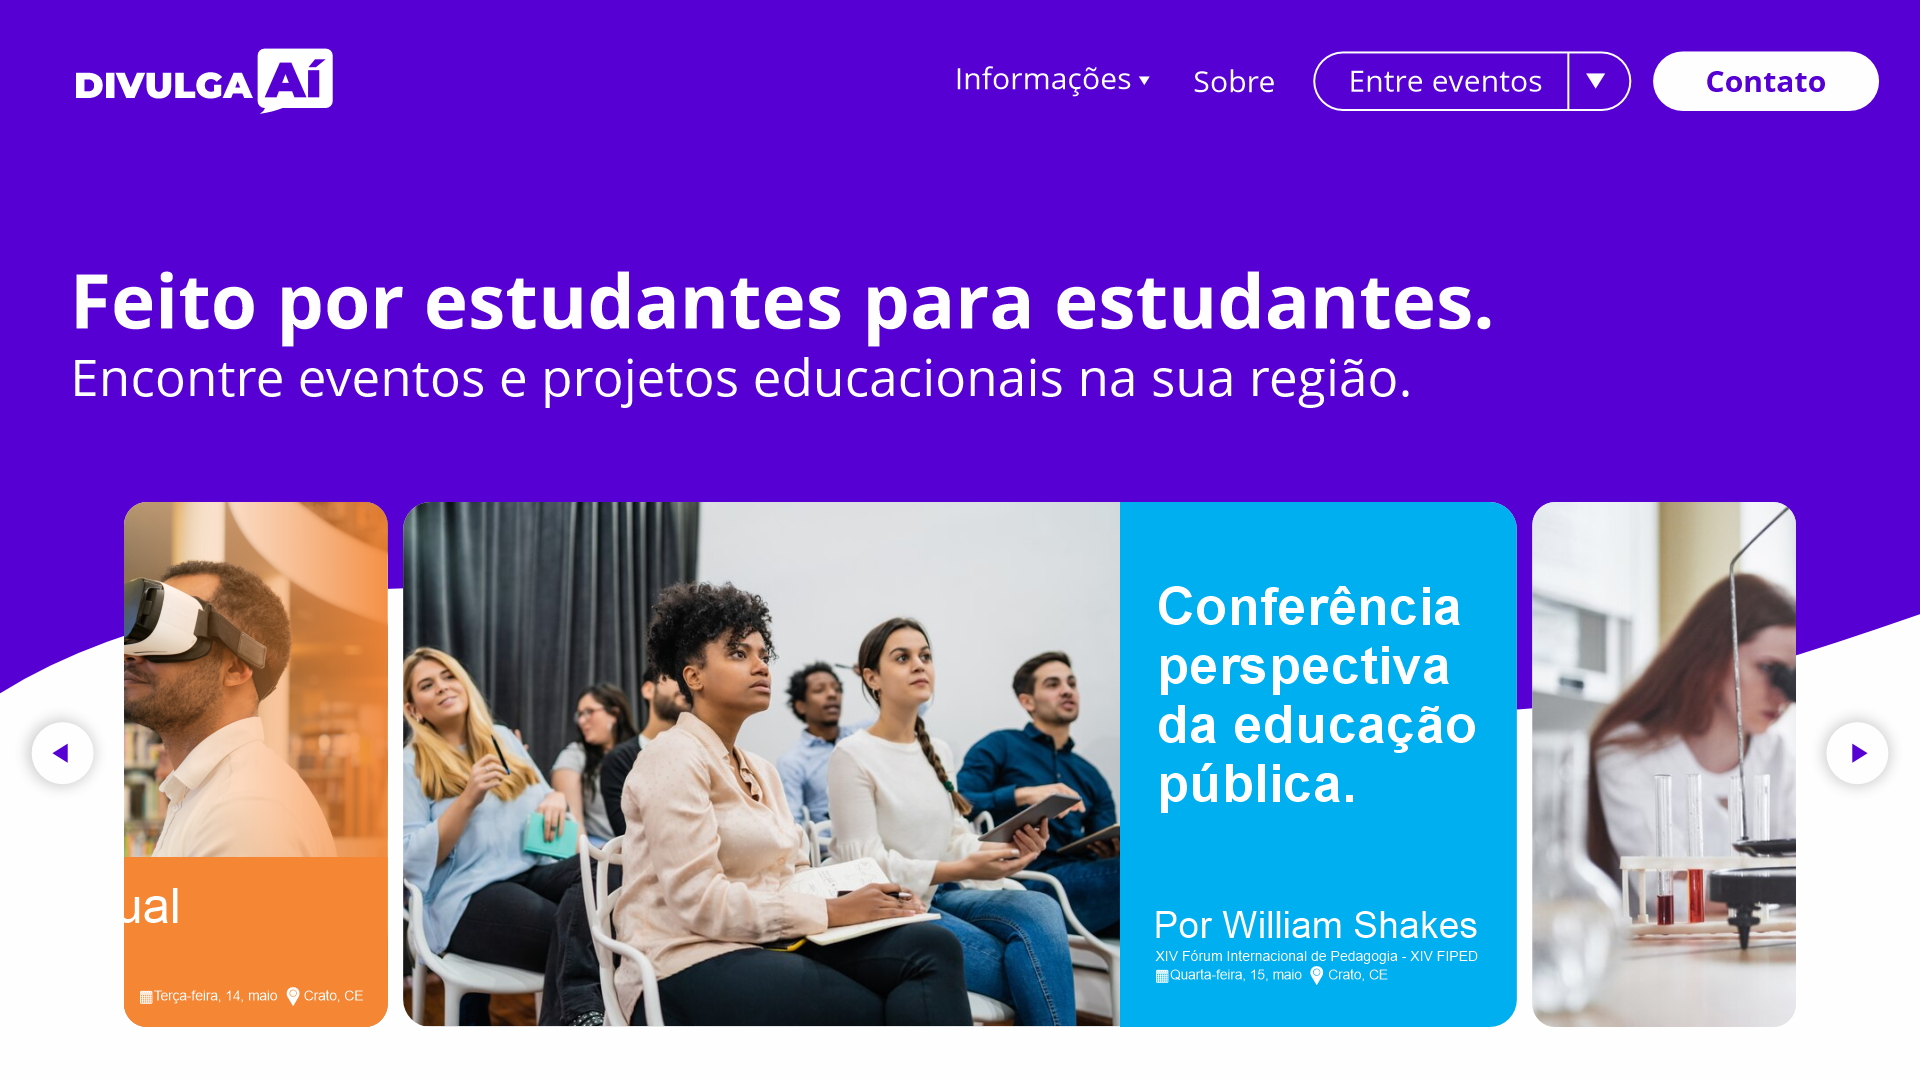 DIVULGA Aí
Informações
Sobre
Entre eventos
Contato
Feito por estudantes para estudantes.
Encontre eventos e projetos educacionais na sua região.
ual
Terça-feira, 14, maio
Crato, CE
Conferência
perspectiva
da educação
pública.
Por William Shakes
XIV Fórum Internacional de Pedagogia - XIV FIPED
Quarta-feira, 15, maio
Crato, CE